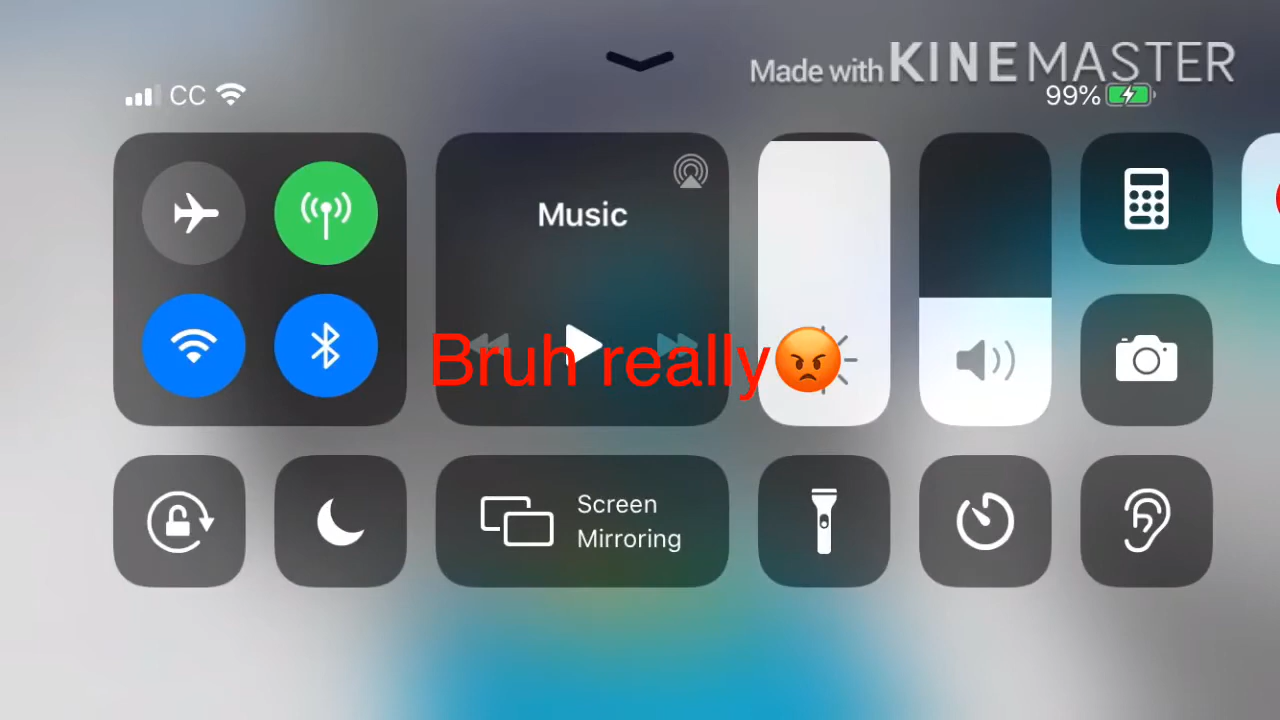 Made with KINEMASTER
CC
99%
Music
Bruh really😡
Screen
Mirroring